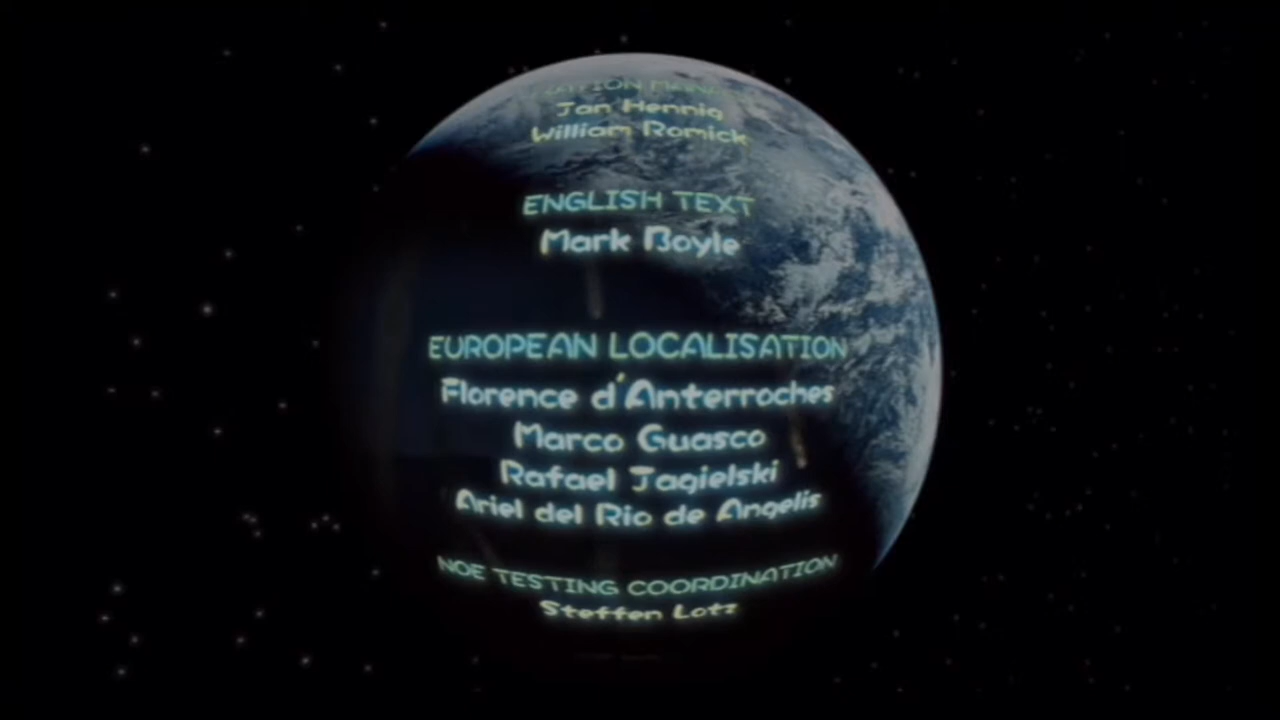 Jan Hennig
William Romick
ENGLISH TEXT
Mark Boyle
EUROPEAN LOCALISATION
Florence d'Anterroches
Marco Guasco
Rafael Jagielski
Ariel del Rio de Angelis
NOE TESTING COORDINATION
Steffen Lotz